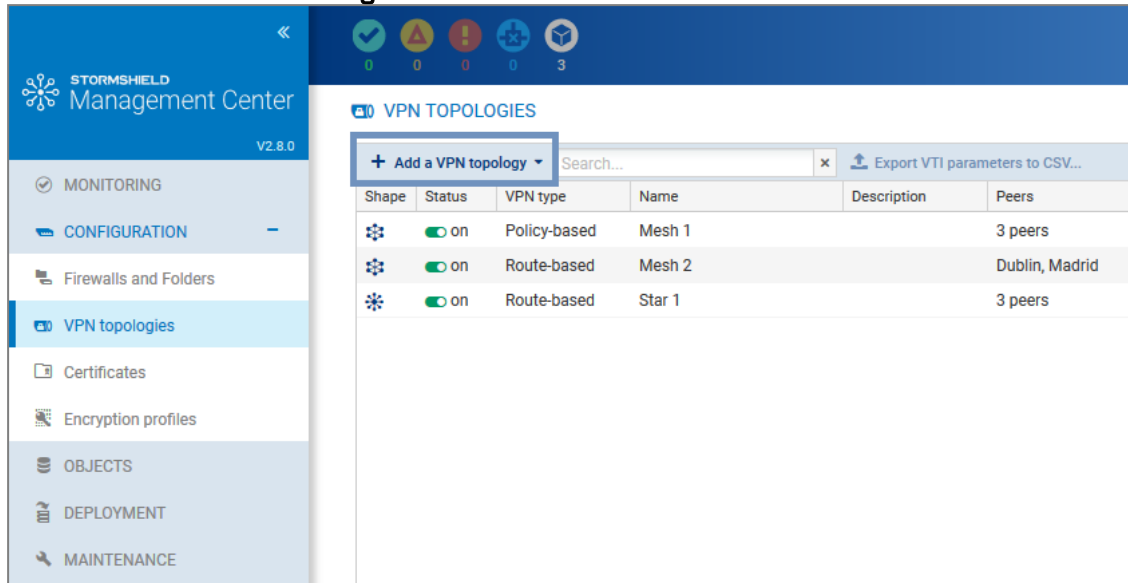 «
STORMSHIELD
Management Center
V2.8.0
MONITORING
CONFIGURATION −
Firewalls and Folders
VPN topologies
Certificates
Encryption profiles
OBJECTS
DEPLOYMENT
MAINTENANCE
0 0 0 0 3
VPN TOPOLOGIES
+ Add a VPN topology Search... × Export VTI parameters to CSV...
Shape Status VPN type Name Description Peers
on Policy-based Mesh 1 3 peers
on Route-based Mesh 2 Dublin, Madrid
on Route-based Star 1 3 peers